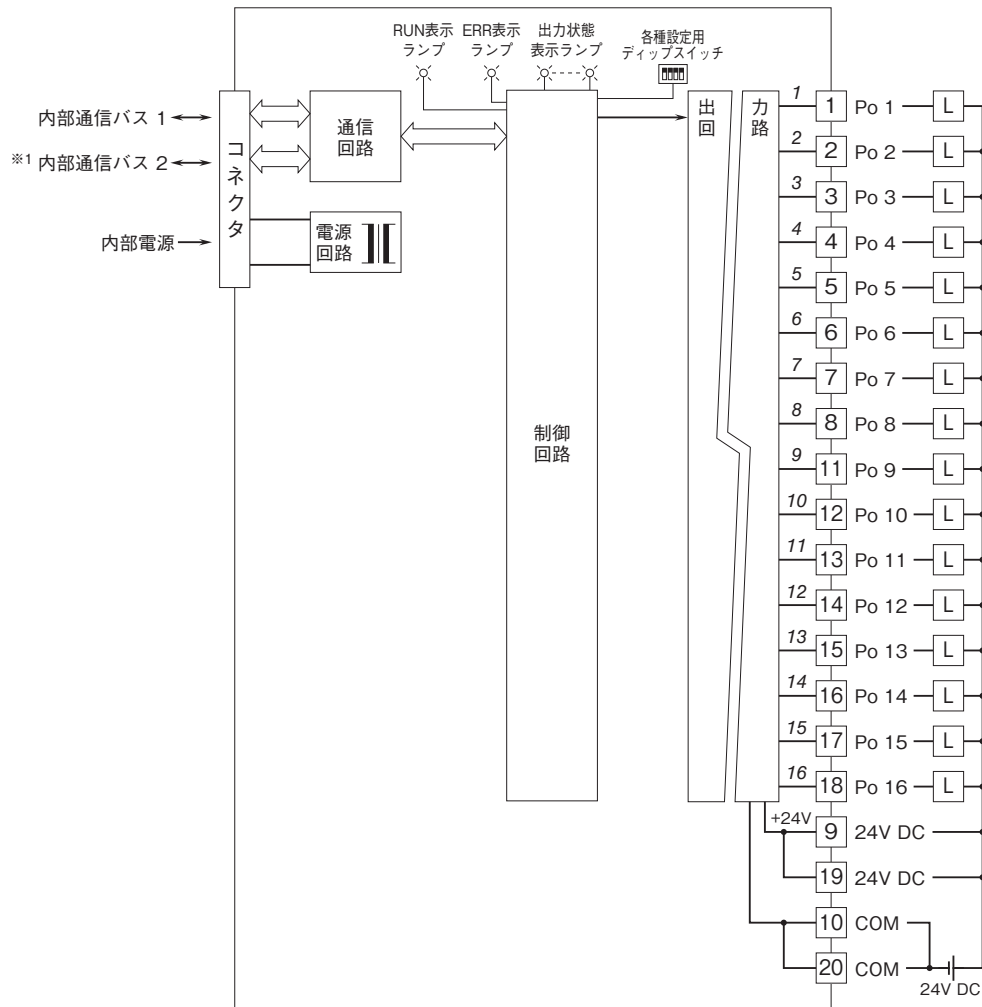 RUN表示
ランプ
ERR表示
ランプ
出力状態
表示ランプ
各種設定用
ディップスイッチ
内部通信バス 1
※1 内部通信バス 2
内部電源
コネクタ
通信
回路
電源
回路
制御
回路
出力
回路
1 1 Po 1 L
2 2 Po 2 L
3 3 Po 3 L
4 4 Po 4 L
5 5 Po 5 L
6 6 Po 6 L
7 7 Po 7 L
8 8 Po 8 L
9 11 Po 9 L
10 12 Po 10 L
11 13 Po 11 L
12 14 Po 12 L
13 15 Po 13 L
14 16 Po 14 L
15 17 Po 15 L
16 18 Po 16 L
+24V 9 24V DC
19 24V DC
10 COM
20 COM
24V DC